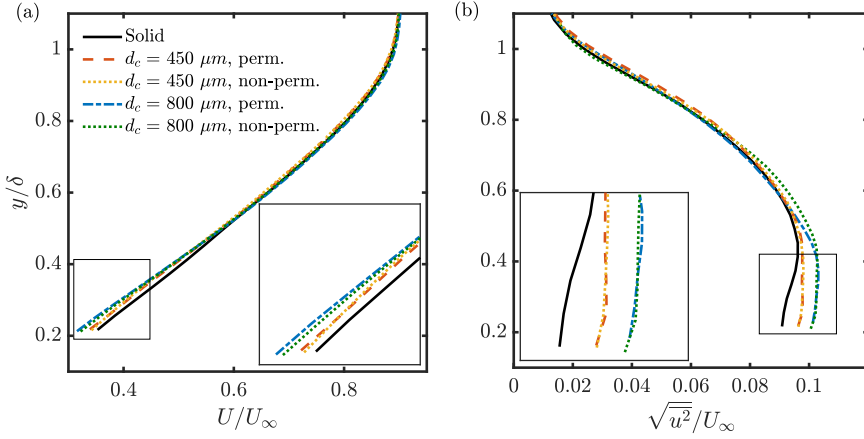 (a)
Solid
d_c = 450 μm, perm.
d_c = 450 μm, non-perm.
d_c = 800 μm, perm.
d_c = 800 μm, non-perm.
1
0.8
0.6
0.4
0.2
y/δ
0.4
0.6
0.8
U/U_∞
(b)
1
0.8
0.6
0.4
0.2
0
0.02
0.04
0.06
0.08
0.1
√u̅²/U_∞